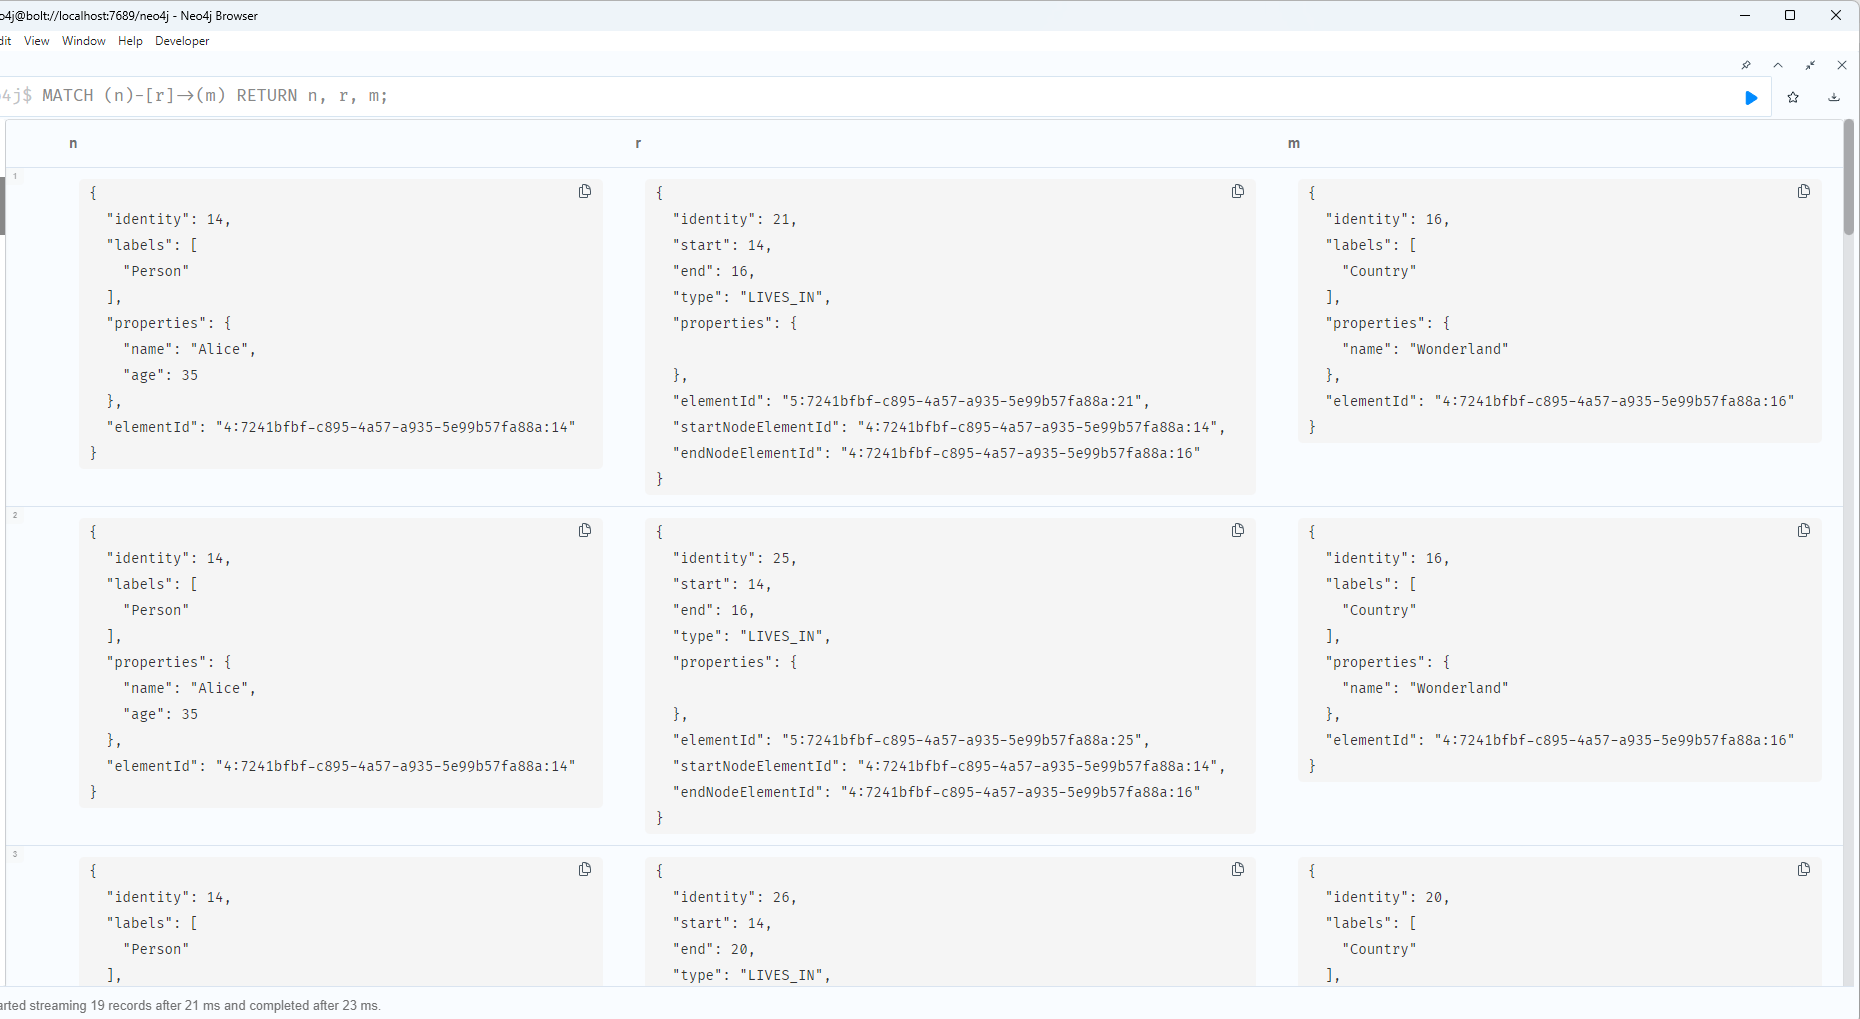 o4j@bolt://localhost:7689/neo4j - Neo4j Browser
dit View Window Help Developer
o4j$ MATCH (n)-[r]→(m) RETURN n, r, m;
n r m
1
{
"identity": 14,
"labels": [
"Person"
],
"properties": {
"name": "Alice",
"age": 35
},
"elementId": "4:7241bfbf-c895-4a57-a935-5e99b57fa88a:14"
}
{
"identity": 21,
"start": 14,
"end": 16,
"type": "LIVES_IN",
"properties": {
},
"elementId": "5:7241bfbf-c895-4a57-a935-5e99b57fa88a:21",
"startNodeElementId": "4:7241bfbf-c895-4a57-a935-5e99b57fa88a:14",
"endNodeElementId": "4:7241bfbf-c895-4a57-a935-5e99b57fa88a:16"
}
{
"identity": 16,
"labels": [
"Country"
],
"properties": {
"name": "Wonderland"
},
"elementId": "4:7241bfbf-c895-4a57-a935-5e99b57fa88a:16"
}
2
{
"identity": 14,
"labels": [
"Person"
],
"properties": {
"name": "Alice",
"age": 35
},
"elementId": "4:7241bfbf-c895-4a57-a935-5e99b57fa88a:14"
}
{
"identity": 25,
"start": 14,
"end": 16,
"type": "LIVES_IN",
"properties": {
},
"elementId": "5:7241bfbf-c895-4a57-a935-5e99b57fa88a:25",
"startNodeElementId": "4:7241bfbf-c895-4a57-a935-5e99b57fa88a:14",
"endNodeElementId": "4:7241bfbf-c895-4a57-a935-5e99b57fa88a:16"
}
{
"identity": 16,
"labels": [
"Country"
],
"properties": {
"name": "Wonderland"
},
"elementId": "4:7241bfbf-c895-4a57-a935-5e99b57fa88a:16"
}
3
{
"identity": 14,
"labels": [
"Person"
],
{
"identity": 26,
"start": 14,
"end": 20,
"type": "LIVES_IN",
{
"identity": 20,
"labels": [
"Country"
],
arted streaming 19 records after 21 ms and completed after 23 ms.